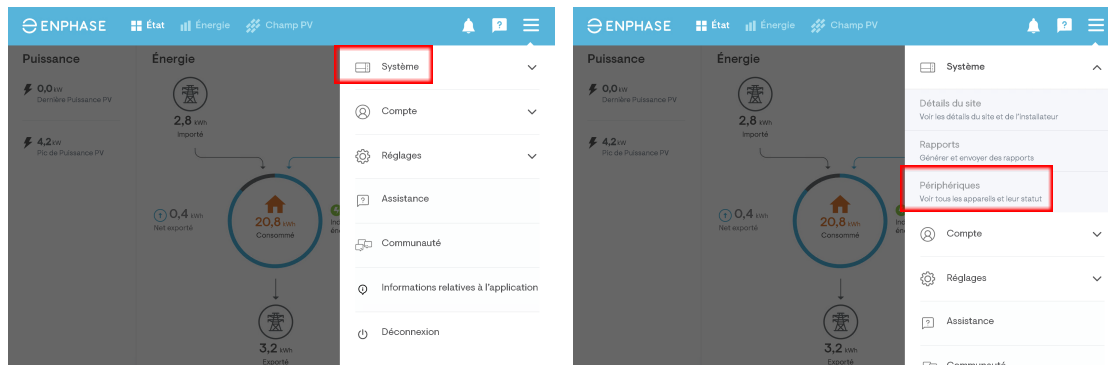 ENPHASE État Énergie Champ PV ?
Puissance
0,0 kW
Dernière Puissance PV
4,2 kW
Pic de Puissance PV
Énergie
2,8 kWh
Importé
0,4 kWh
Net exporté
20,8 kWh
Consommé
3,2 kWh
Exporté
Système
Compte
Réglages
Assistance
Communauté
Informations relatives à l'application
Déconnexion
ENPHASE État Énergie Champ PV ?
Puissance
0,0 kW
Dernière Puissance PV
4,2 kW
Pic de Puissance PV
Énergie
2,8 kWh
Importé
0,4 kWh
Net exporté
20,8 kWh
Consommé
3,2 kWh
Exporté
Système
Détails du site
Voir les détails du site et de l'installateur
Rapports
Générer et envoyer des rapports
Périphériques
Voir tous les appareils et leur statut
Compte
Réglages
Assistance
Communauté